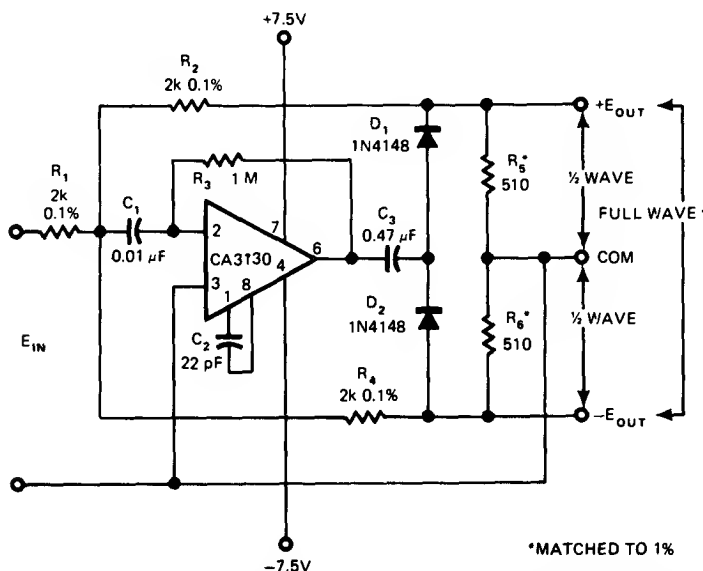 +7.5V
R2
2k 0.1%
+EOUT
D1
1N4148
R5*
510
½ WAVE
R1
2k
0.1%
R3
1 M
C1
0.01 µF
2
7
CA3130
6
3
4
1
8
C3
0.47 µF
FULL WAVE
COM
D2
1N4148
R6*
510
½ WAVE
EIN
C2
22 pF
R4
2k 0.1%
−EOUT
−7.5V
*MATCHED TO 1%